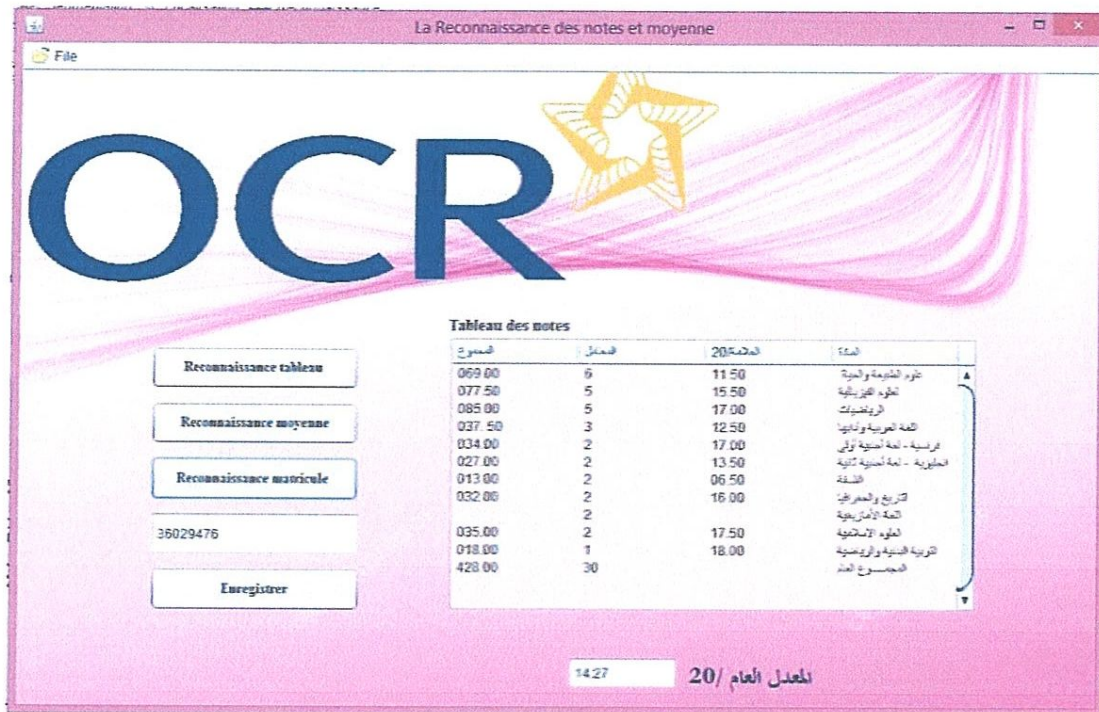 La Reconnaissance des notes et moyenne
File
OCR
Tableau des notes
المجموع المعامل العلامة/20 المادة
069.00 6 11.50 علوم الطبيعة والحياة
077.50 5 15.50 العلوم الفيزيائية
085.00 5 17.00 الرياضيات
037.50 3 12.50 اللغة العربية وآدابها
034.00 2 17.00 فرنسية - لغة أجنبية أولى
027.00 2 13.50 انجليزية - لغة أجنبية ثانية
013.00 2 06.50 الفلسفة
032.00 2 16.00 التاريخ والجغرافيا
2 اللغة الأمازيغية
035.00 2 17.50 العلوم الاسلامية
018.00 1 18.00 التربية البدنية والرياضية
428.00 30 المجمـــوع العام
Reconnaissance tableau
Reconnaissance moyenne
Reconnaissance matricule
36029476
Enregistrer
14.27 المعدل العام /20